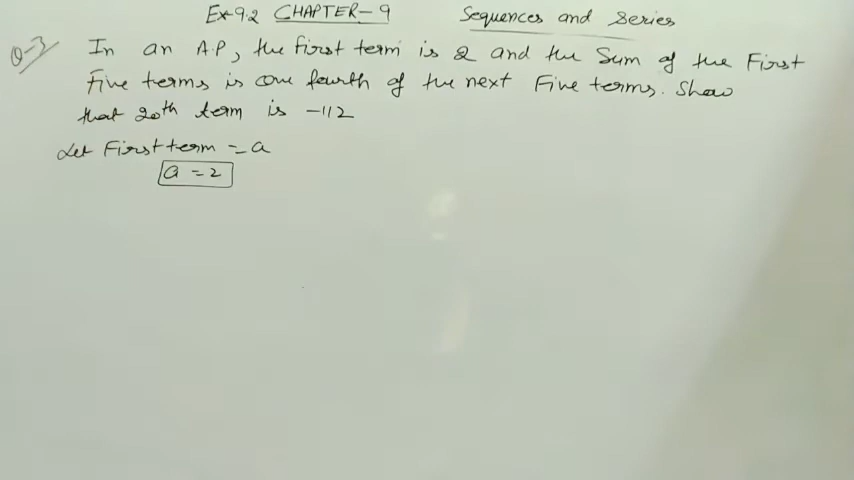 Ex-9.2 CHAPTER-9 Sequences and Series
Q-3 In an A.P, the first term is 2 and the Sum of the First
Five terms is one fourth of the next Five terms. Show
that 20th term is -112
Let First term = a
a = 2